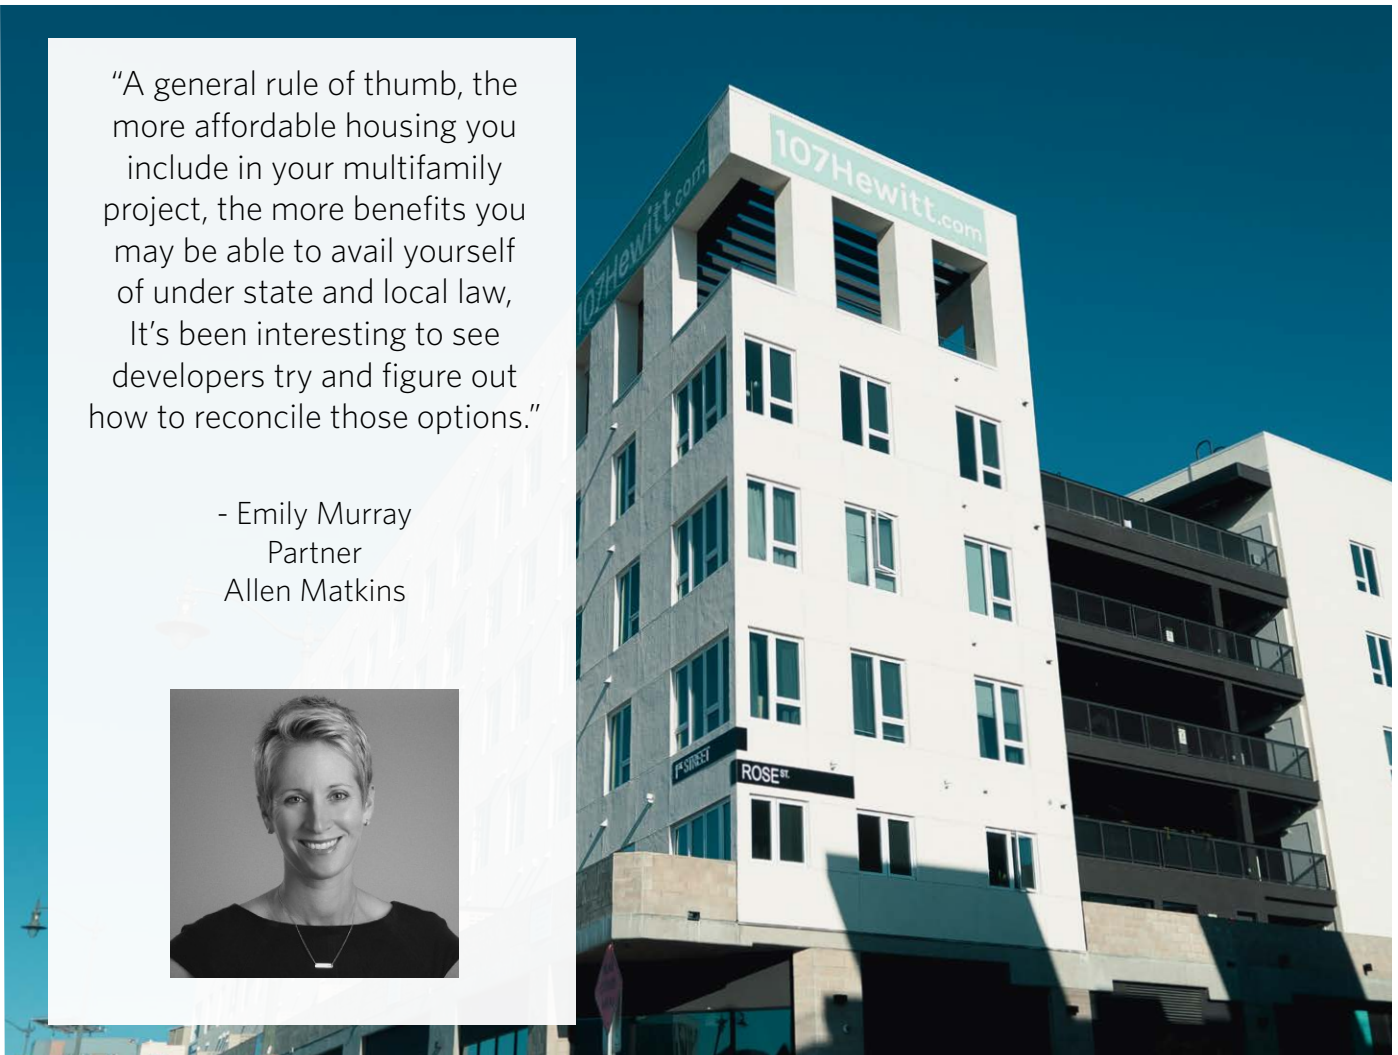 “A general rule of thumb, the
more affordable housing you
include in your multifamily
project, the more benefits you
may be able to avail yourself
of under state and local law,
It’s been interesting to see
developers try and figure out
how to reconcile those options.”
- Emily Murray
Partner
Allen Matkins
107Hewitt.com
107Hewitt.com
1ST STREET
ROSE ST.